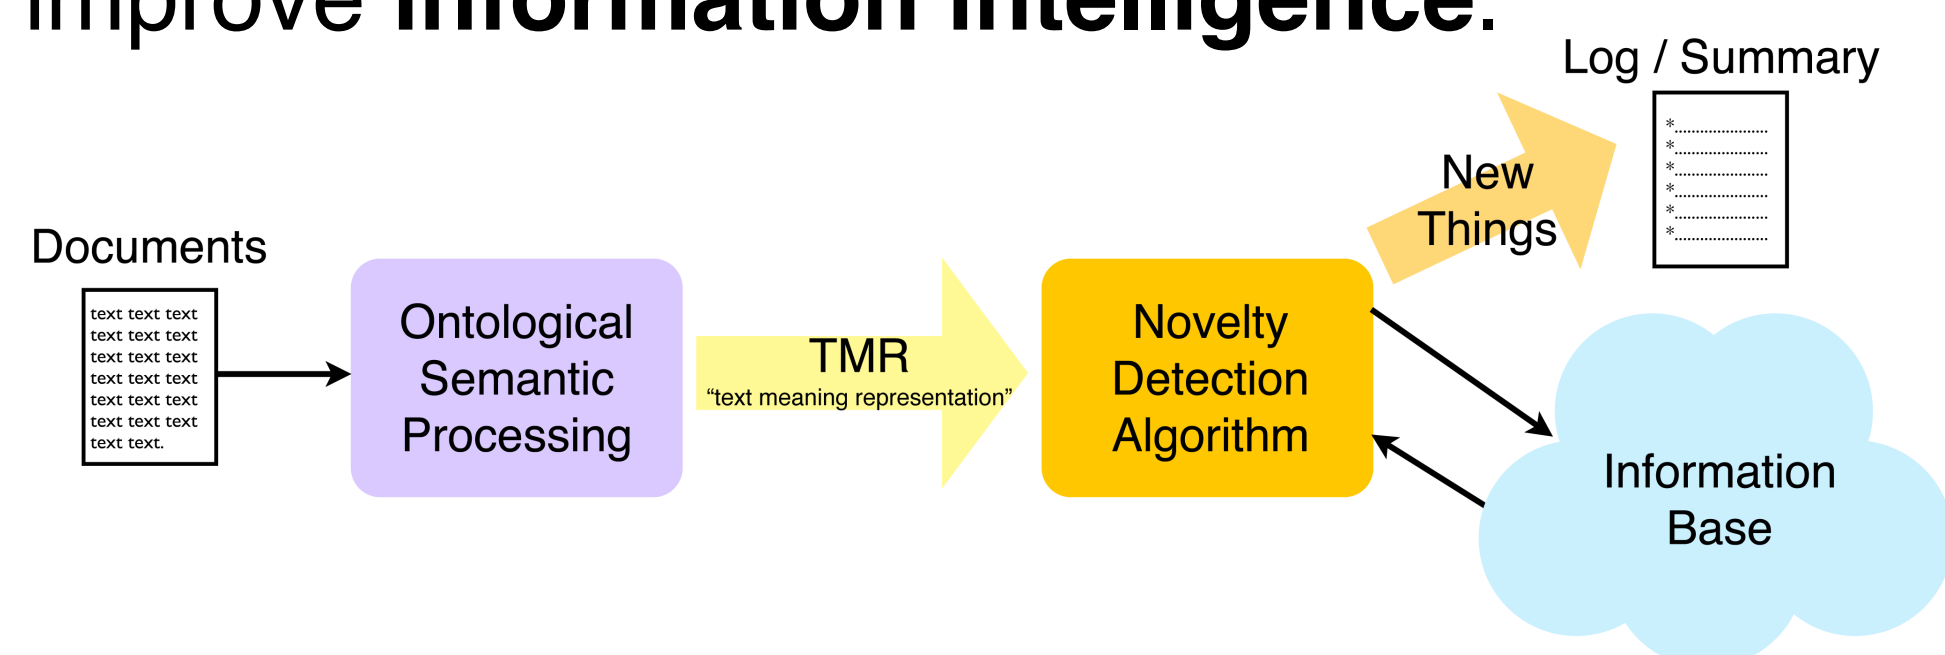 improve information intelligence.
Log / Summary
*......................
*......................
*......................
*......................
*......................
*......................
New
Things
Documents
text text text
text text text
text text text
text text text
text text text
text text text
text text.
Ontological
Semantic
Processing
TMR
“text meaning representation”
Novelty
Detection
Algorithm
Information
Base